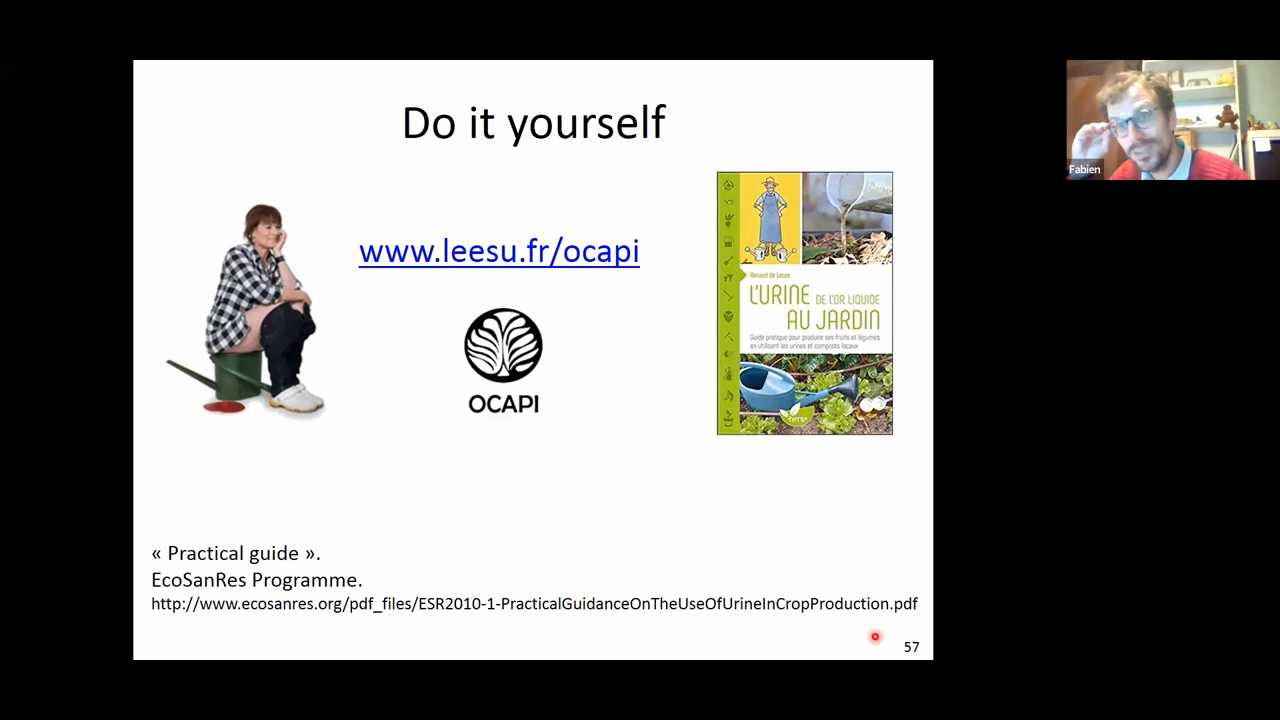 Do it yourself
www.leesu.fr/ocapi
OCAPI
Renaud de Looze
L'URINE DE L'OR LIQUIDE
AU JARDIN
Guide pratique pour produire ses fruits et légumes
en utilisant les urines et composts locaux
terran
« Practical guide ».
EcoSanRes Programme.
http://www.ecosanres.org/pdf_files/ESR2010-1-PracticalGuidanceOnTheUseOfUrineInCropProduction.pdf
57
Fabien